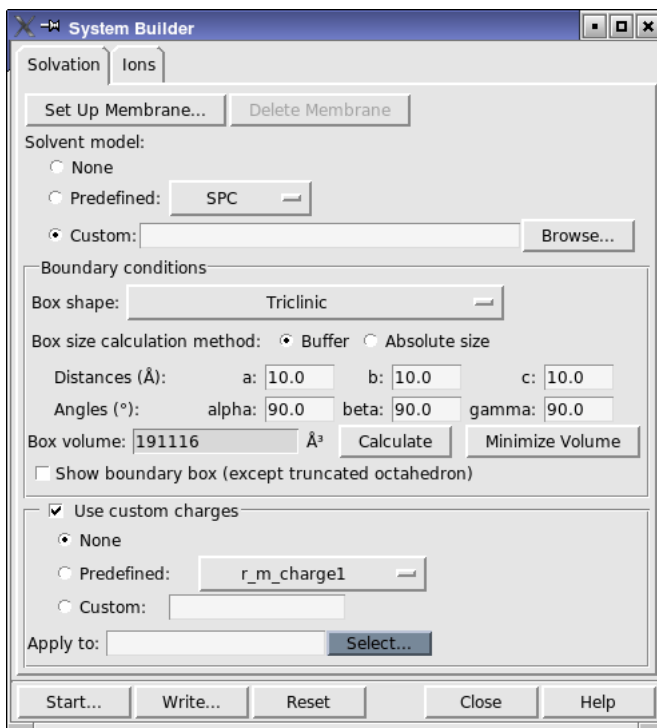 System Builder
Solvation Ions
Set Up Membrane... Delete Membrane
Solvent model:
None
Predefined: SPC
Custom: Browse...
Boundary conditions
Box shape: Triclinic
Box size calculation method: Buffer Absolute size
Distances (Å): a: 10.0 b: 10.0 c: 10.0
Angles (°): alpha: 90.0 beta: 90.0 gamma: 90.0
Box volume: 191116 Å³ Calculate Minimize Volume
Show boundary box (except truncated octahedron)
Use custom charges
None
Predefined: r_m_charge1
Custom:
Apply to: Select...
Start... Write... Reset Close Help